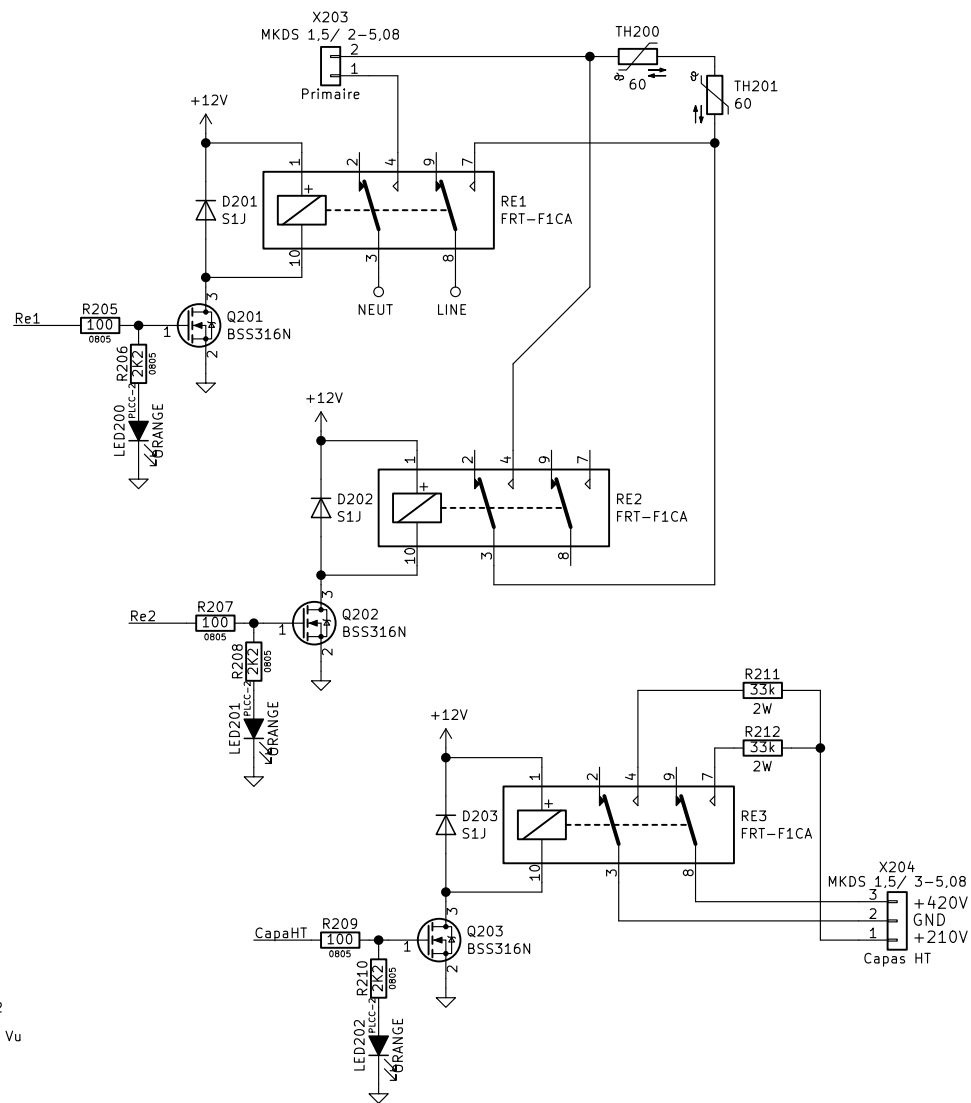 X203
MKDS 1,5/ 2-5,08
2
1
Primaire
TH200
ϑ
60
TH201
ϑ
60
+12V
D201
S1J
1
2
4
9
7
+
10
3
8
RE1
FRT-F1CA
NEUT
LINE
Re1
R205
100
0805
1
3
2
Q201
BSS316N
R206
2K2
0805
LED200
PLCC-2
ORANGE
+12V
D202
S1J
1
2
4
9
7
+
10
3
8
RE2
FRT-F1CA
Re2
R207
100
0805
1
3
2
Q202
BSS316N
R208
2K2
0805
LED201
PLCC-2
ORANGE
R211
33k
2W
R212
33k
2W
+12V
D203
S1J
1
2
4
9
7
+
10
3
8
RE3
FRT-F1CA
X204
MKDS 1,5/ 3-5,08
3
+420V
2
GND
1
+210V
Capas HT
CapaHT
R209
100
0805
1
3
2
Q203
BSS316N
R210
2K2
0805
LED202
PLCC-2
ORANGE
2
Vu